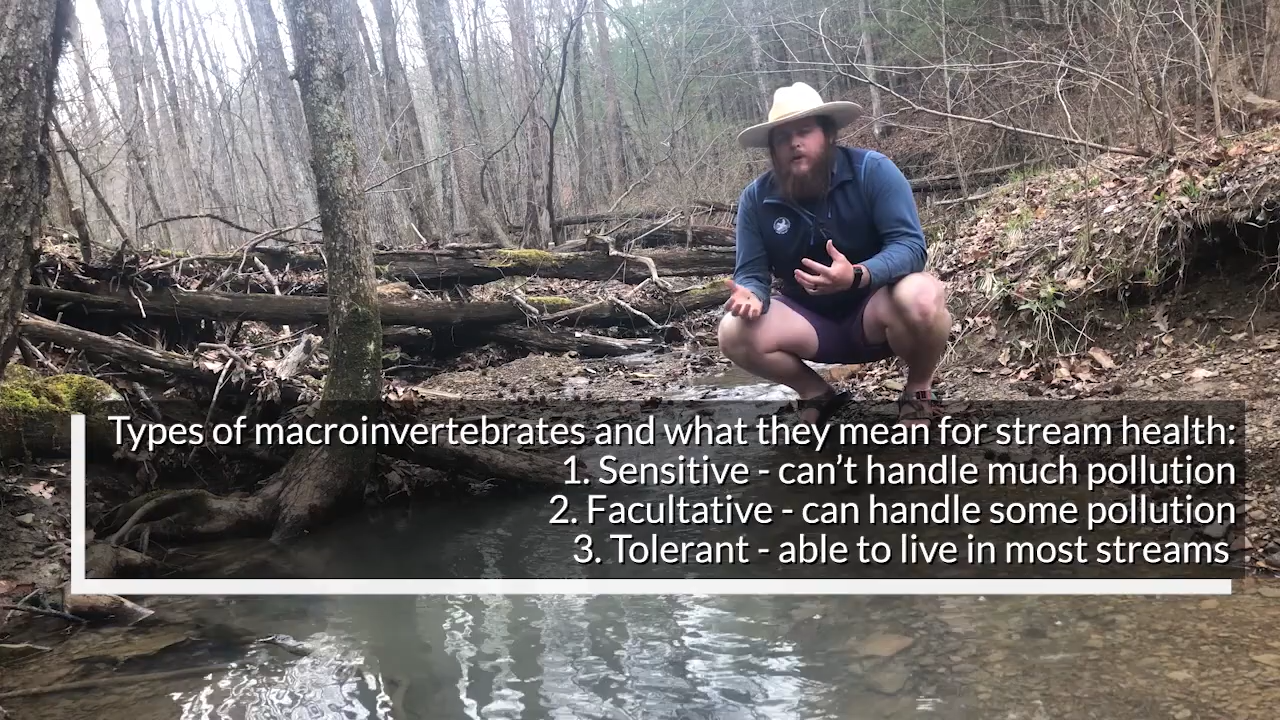 Types of macroinvertebrates and what they mean for stream health:
1. Sensitive - can't handle much pollution
2. Facultative - can handle some pollution
3. Tolerant - able to live in most streams